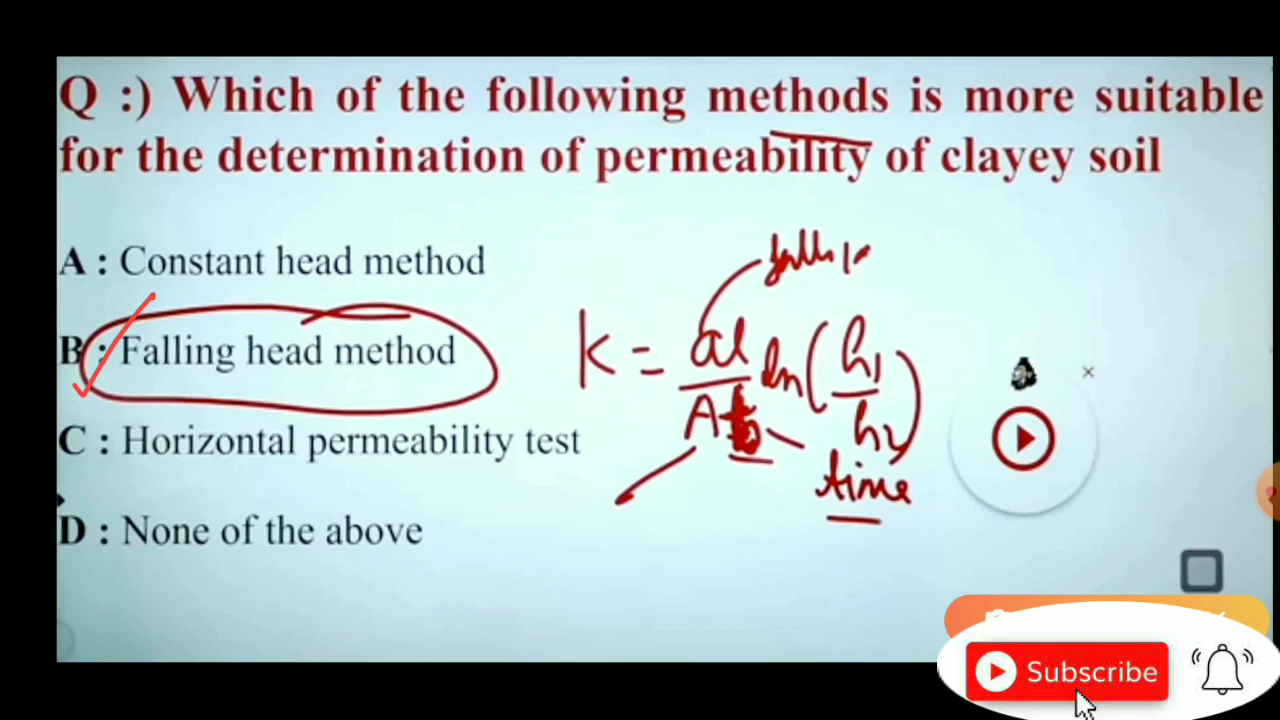 Q :) Which of the following methods is more suitable
for the determination of permeability of clayey soil
A : Constant head method
B : Falling head method
C : Horizontal permeability test
D : None of the above
K = al/At ln(h1/h2)
time
Subscribe